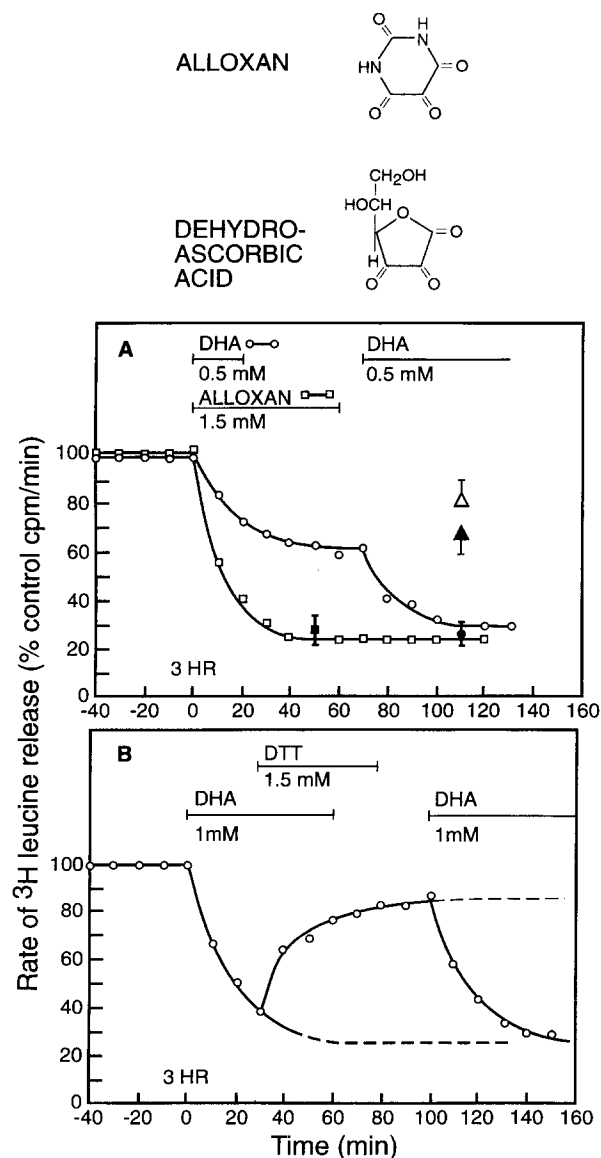 ALLOXAN
O
H
N
HN
O
O
O
CH2OH
HOCH
O
O
H
O
O
DEHYDRO-
ASCORBIC
ACID
A
DHA
0.5 mM
DHA
0.5 mM
ALLOXAN
1.5 mM
100
80
60
40
20
0
3 HR
-40 -20 0 20 40 60 80 100 120 140 160
B
DTT
1.5 mM
DHA
1mM
DHA
1mM
100
80
60
40
20
0
3 HR
-40 -20 0 20 40 60 80 100 120 140 160
Rate of 3H leucine release (% control cpm/min)
Time (min)